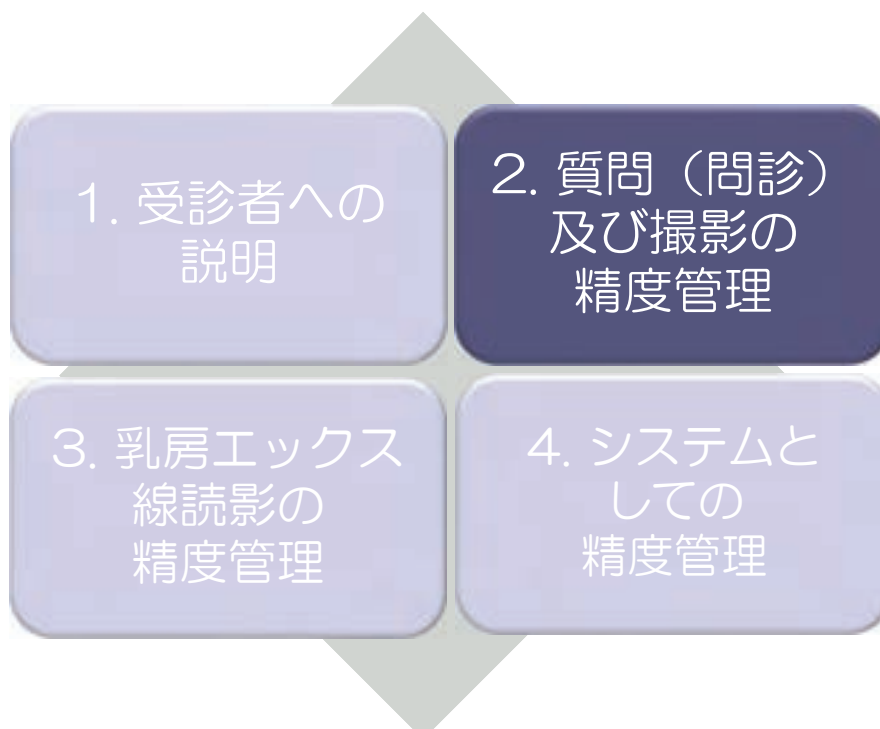 1. 受診者への
説明
2. 質問（問診）
及び撮影の
精度管理
3. 乳房エックス
線読影の
精度管理
4. システムと
しての
精度管理